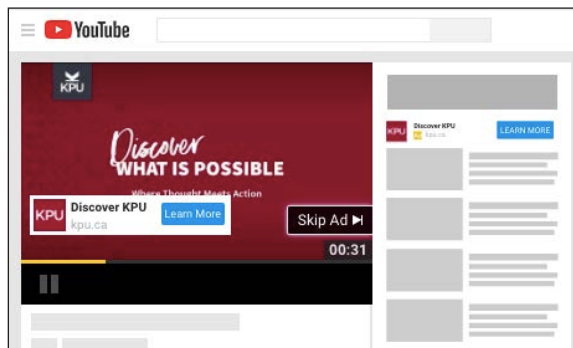 YouTube
KPU
Discover
WHAT IS POSSIBLE
Where Thought Meets Action
KPU
Discover KPU
kpu.ca
Learn More
Skip Ad
00:31
KPU
Discover KPU
Ad kpu.ca
LEARN MORE